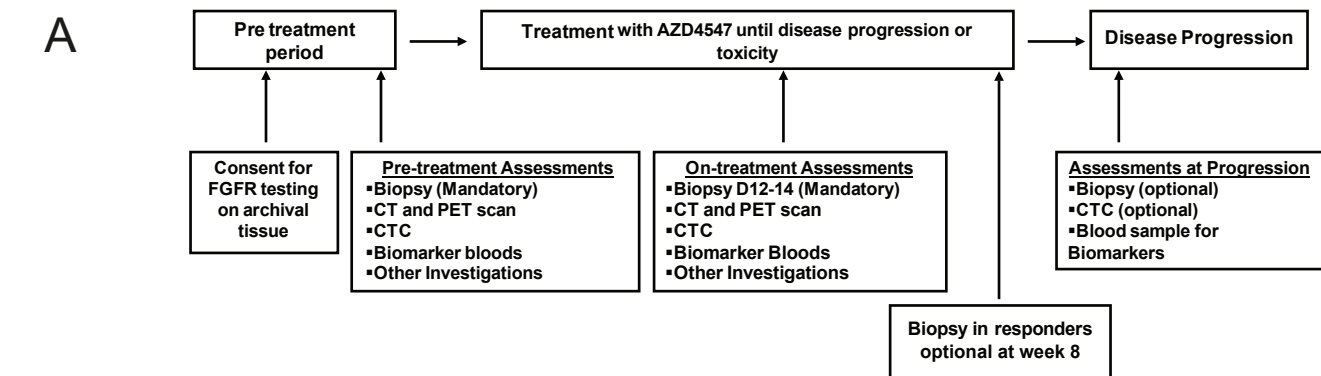 A
Pre treatment
period
Treatment with AZD4547 until disease progression or
toxicity
Disease Progression
Consent for
FGFR testing
on archival
tissue
Pre-treatment Assessments
▪Biopsy (Mandatory)
▪CT and PET scan
▪CTC
▪Biomarker bloods
▪Other Investigations
On-treatment Assessments
▪Biopsy D12-14 (Mandatory)
▪CT and PET scan
▪CTC
▪Biomarker Bloods
▪Other Investigations
Assessments at Progression
▪Biopsy (optional)
▪CTC (optional)
▪Blood sample for
Biomarkers
Biopsy in responders
optional at week 8